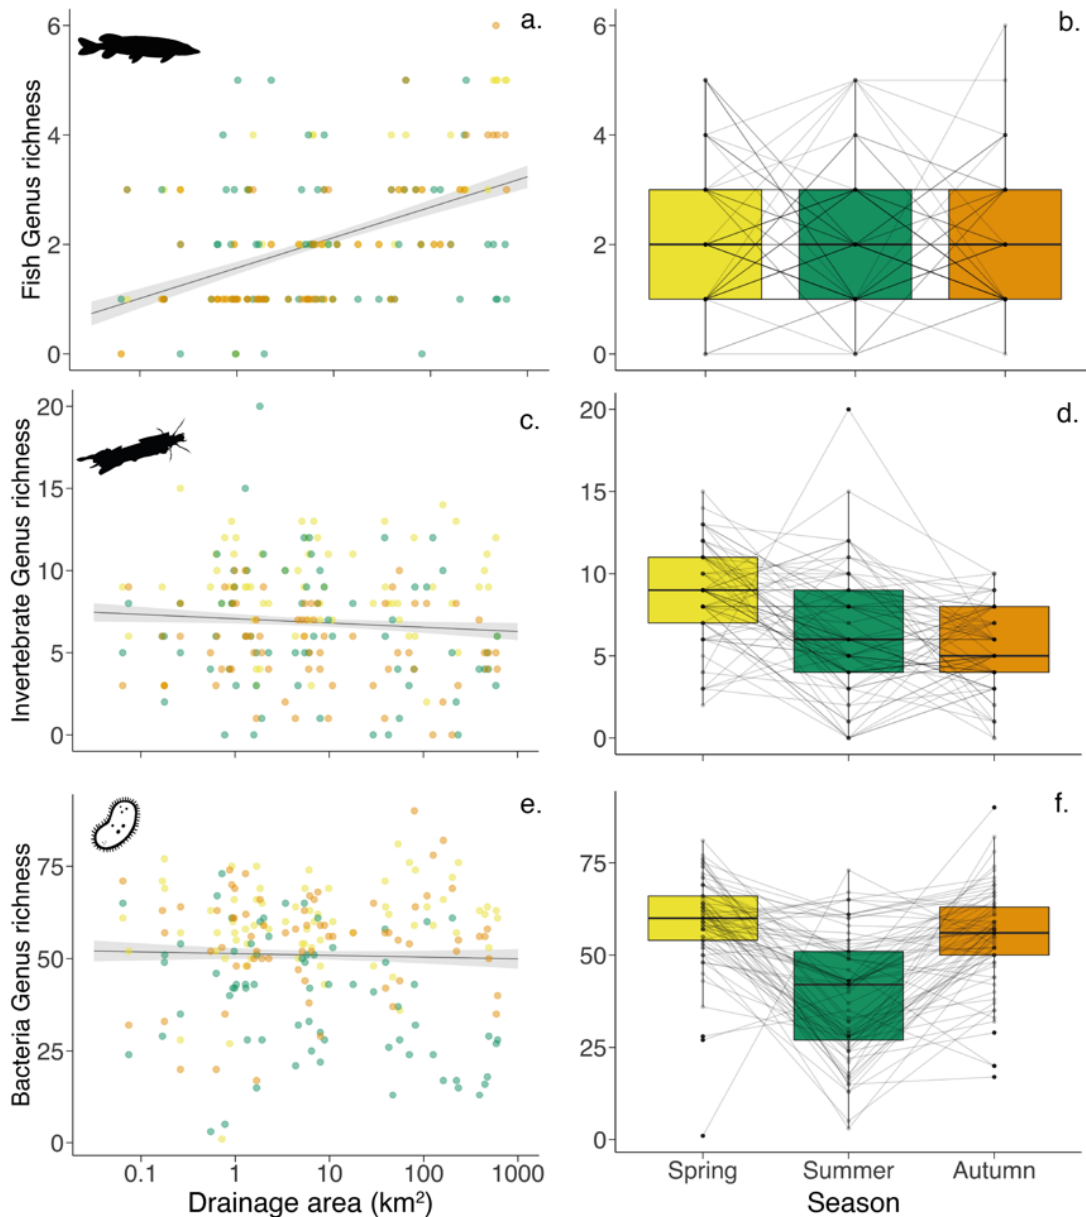 a.
Fish Genus richness
6
4
2
0
b.
6
4
2
0
c.
Invertebrate Genus richness
20
15
10
5
0
d.
20
15
10
5
0
e.
Bacteria Genus richness
75
50
25
0
0.1 1 10 100 1000
Drainage area (km²)
f.
75
50
25
0
Spring Summer Autumn
Season